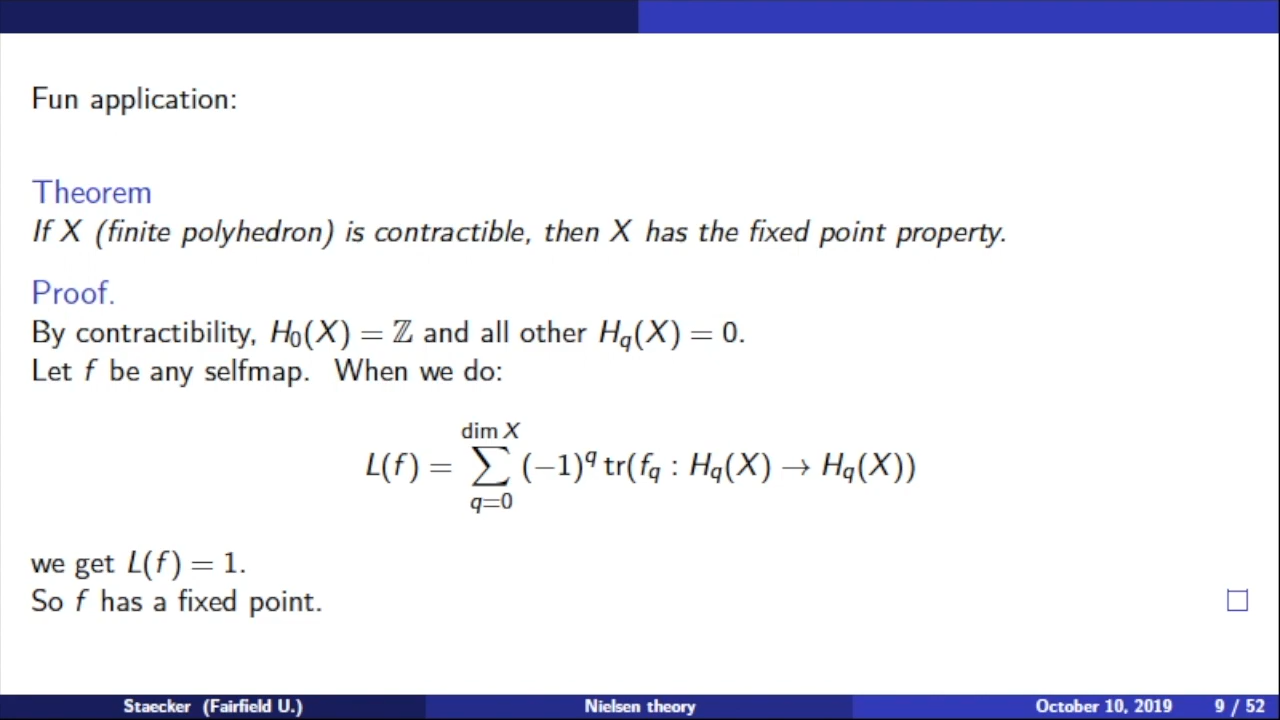 Fun application:
Theorem
If X (finite polyhedron) is contractible, then X has the fixed point property.
Proof.
By contractibility, H₀(X) = ℤ and all other H_q(X) = 0.
Let f be any selfmap. When we do:
L(f) = ∑_{q=0}^{dim X} (−1)^q tr(f_q : H_q(X) → H_q(X))
we get L(f) = 1.
So f has a fixed point. □
Staecker (Fairfield U.) Nielsen theory October 10, 2019 9 / 52